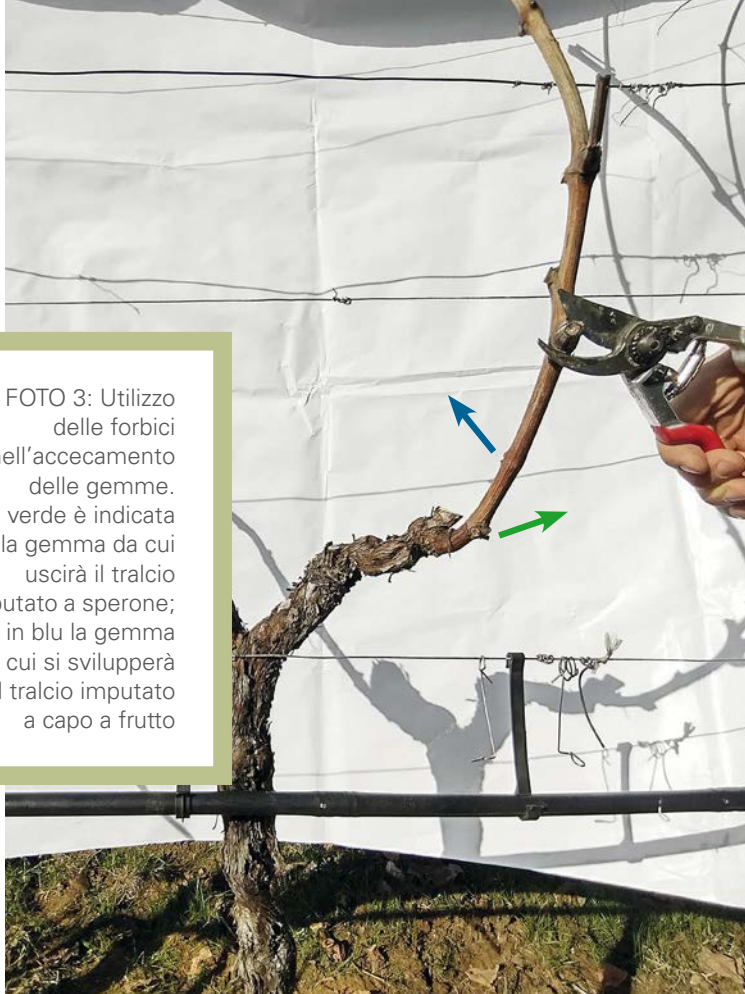 FOTO 3: Utilizzo
delle forbici
nell'accecamento
delle gemme.
verde è indicata
la gemma da cui
uscirà il tralcio
putato a sperone;
in blu la gemma
cui si svilupperà
l tralcio imputato
a capo a frutto